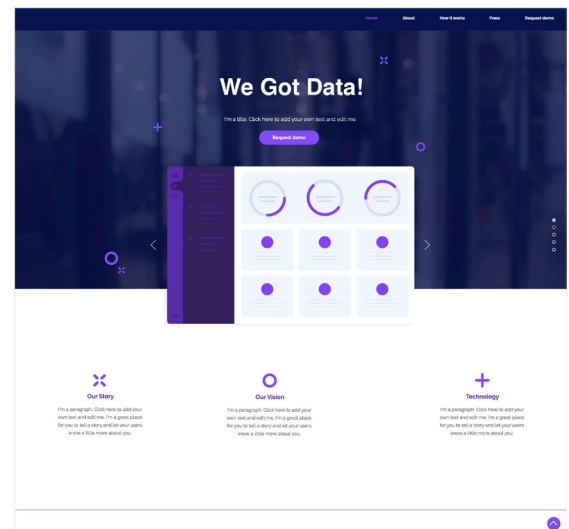 Home About How it works Press Request demo
We Got Data!
I'm a title. Click here to add your own text and edit me.
Request demo
Our Story
I'm a paragraph. Click here to add your
own text and edit me. I'm a great place
for you to tell a story and let your users
know a little more about you.
Our Vision
I'm a paragraph. Click here to add your
own text and edit me. I'm a great place
for you to tell a story and let your users
know a little more about you.
Technology
I'm a paragraph. Click here to add your
own text and edit me. I'm a great place
for you to tell a story and let your users
know a little more about you.